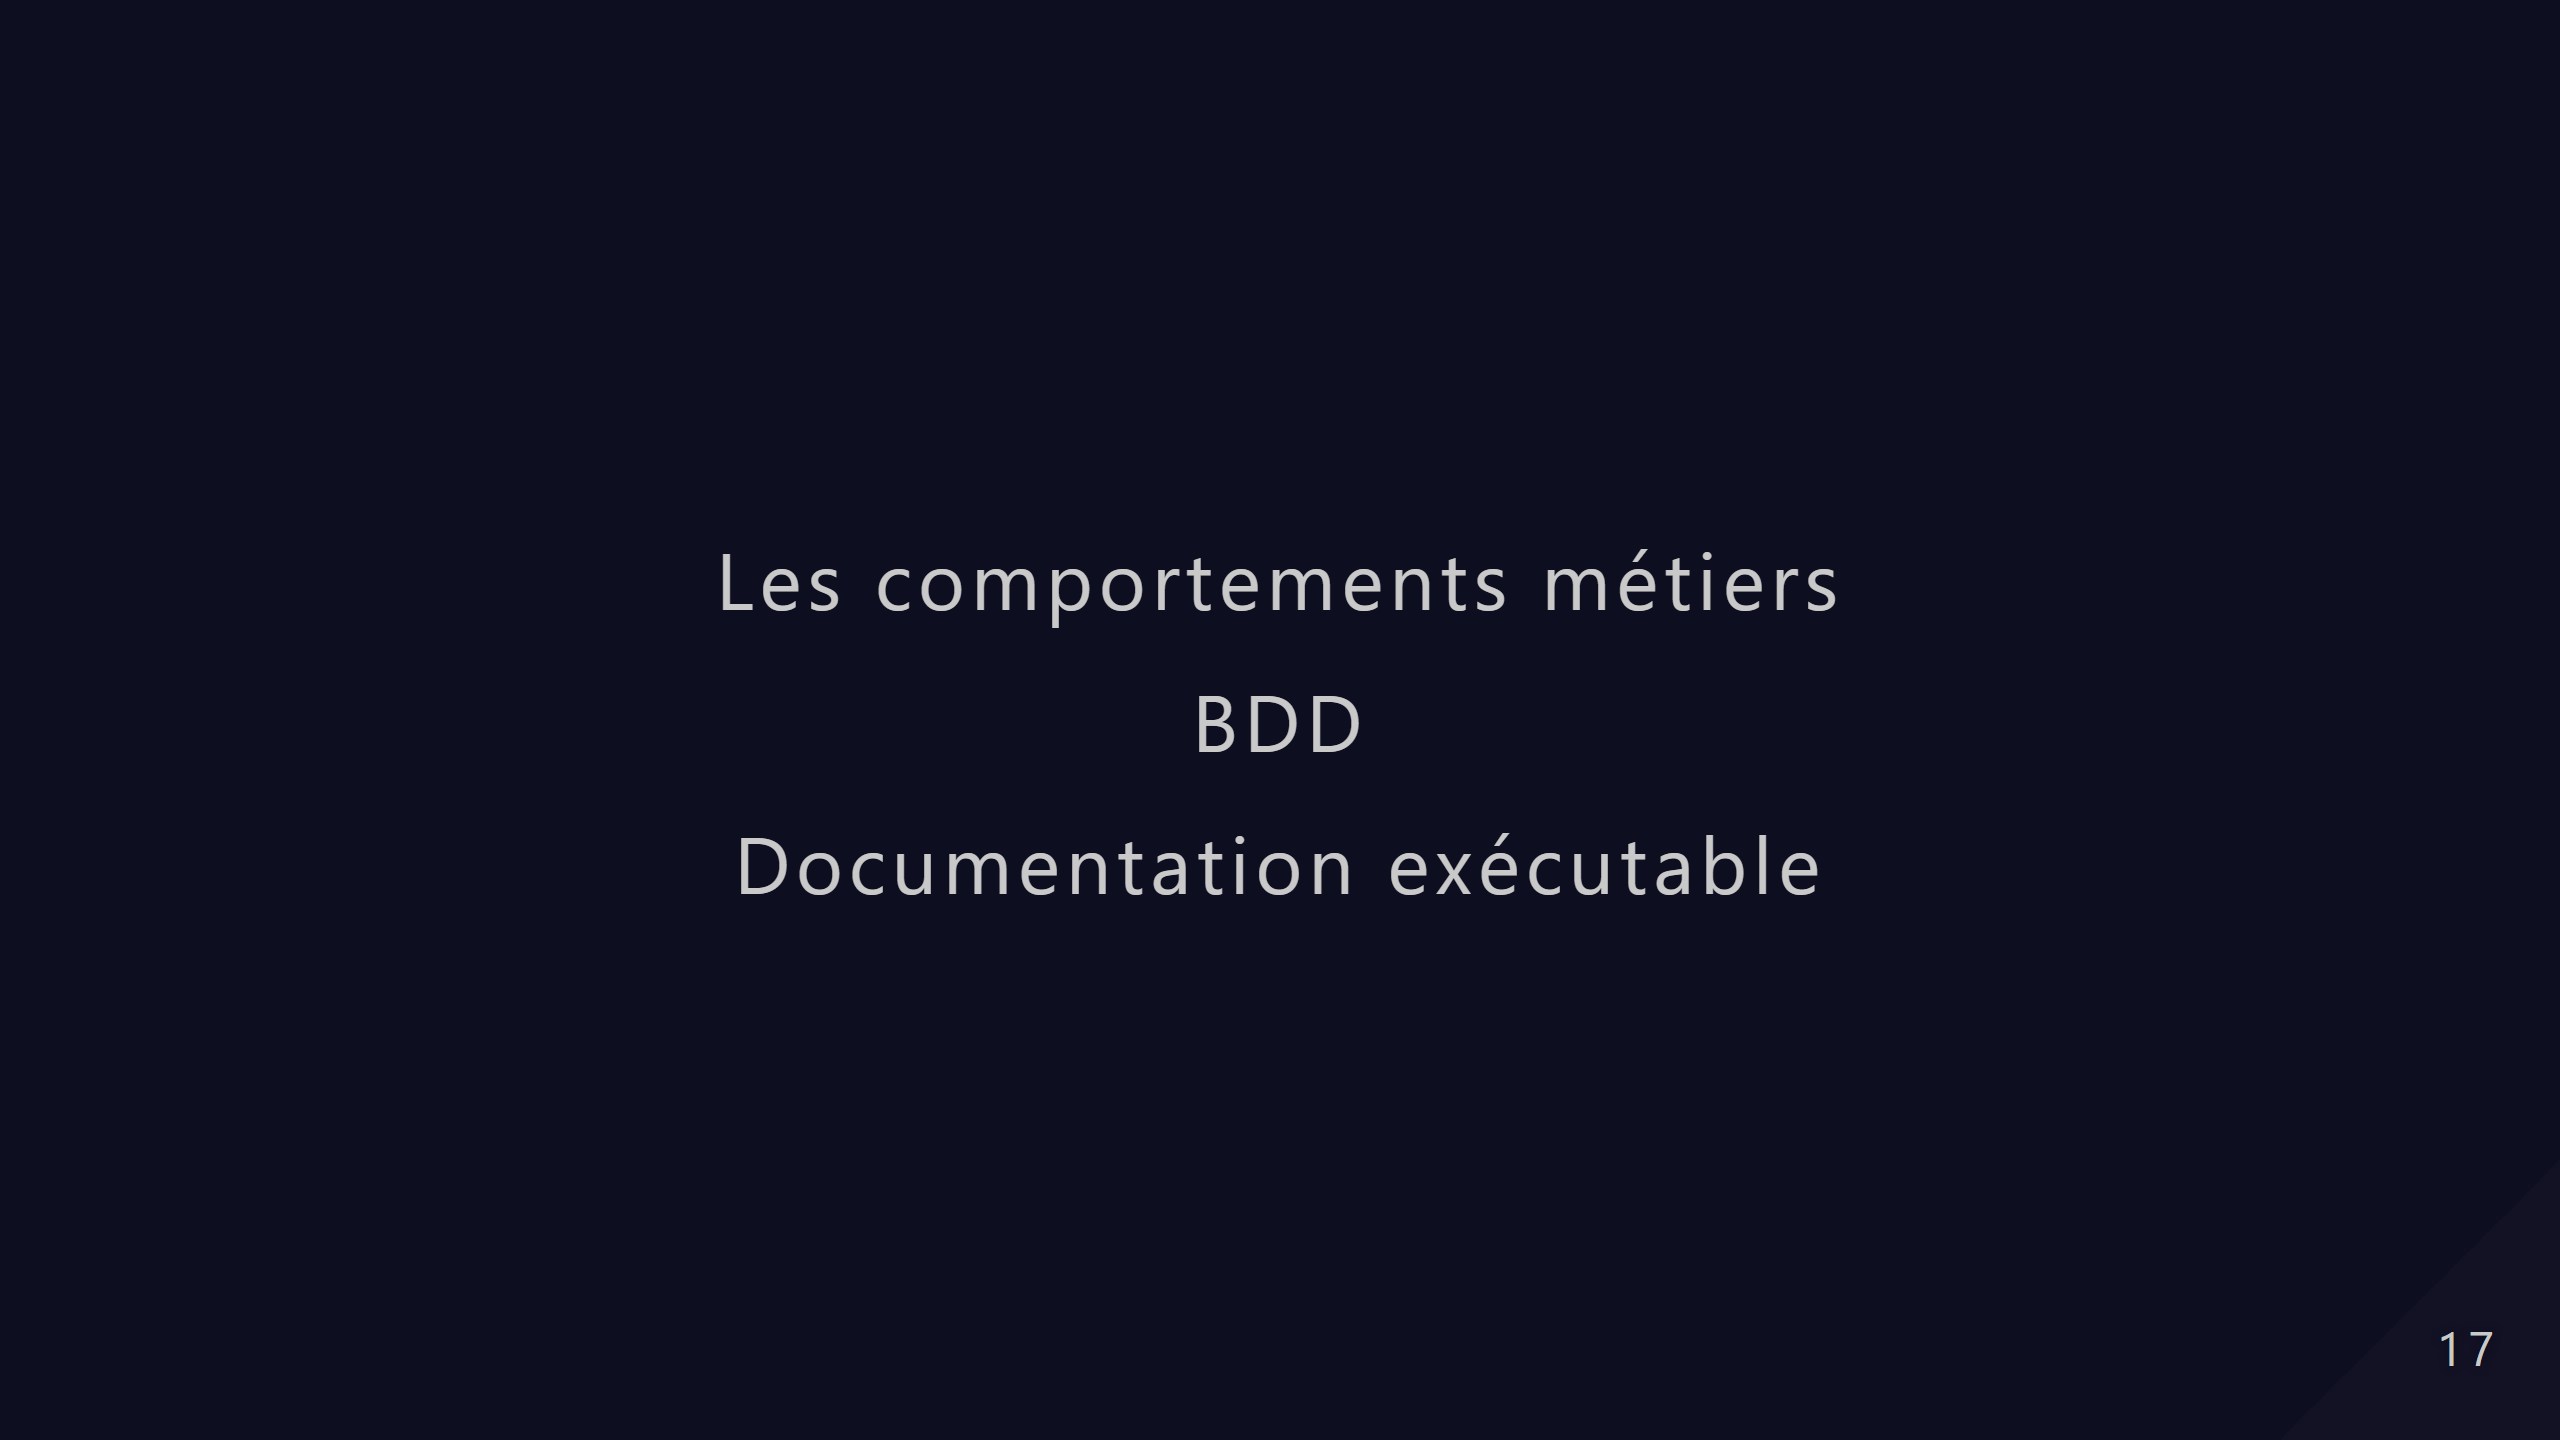 Les comportements métiers
BDD
Documentation exécutable
17